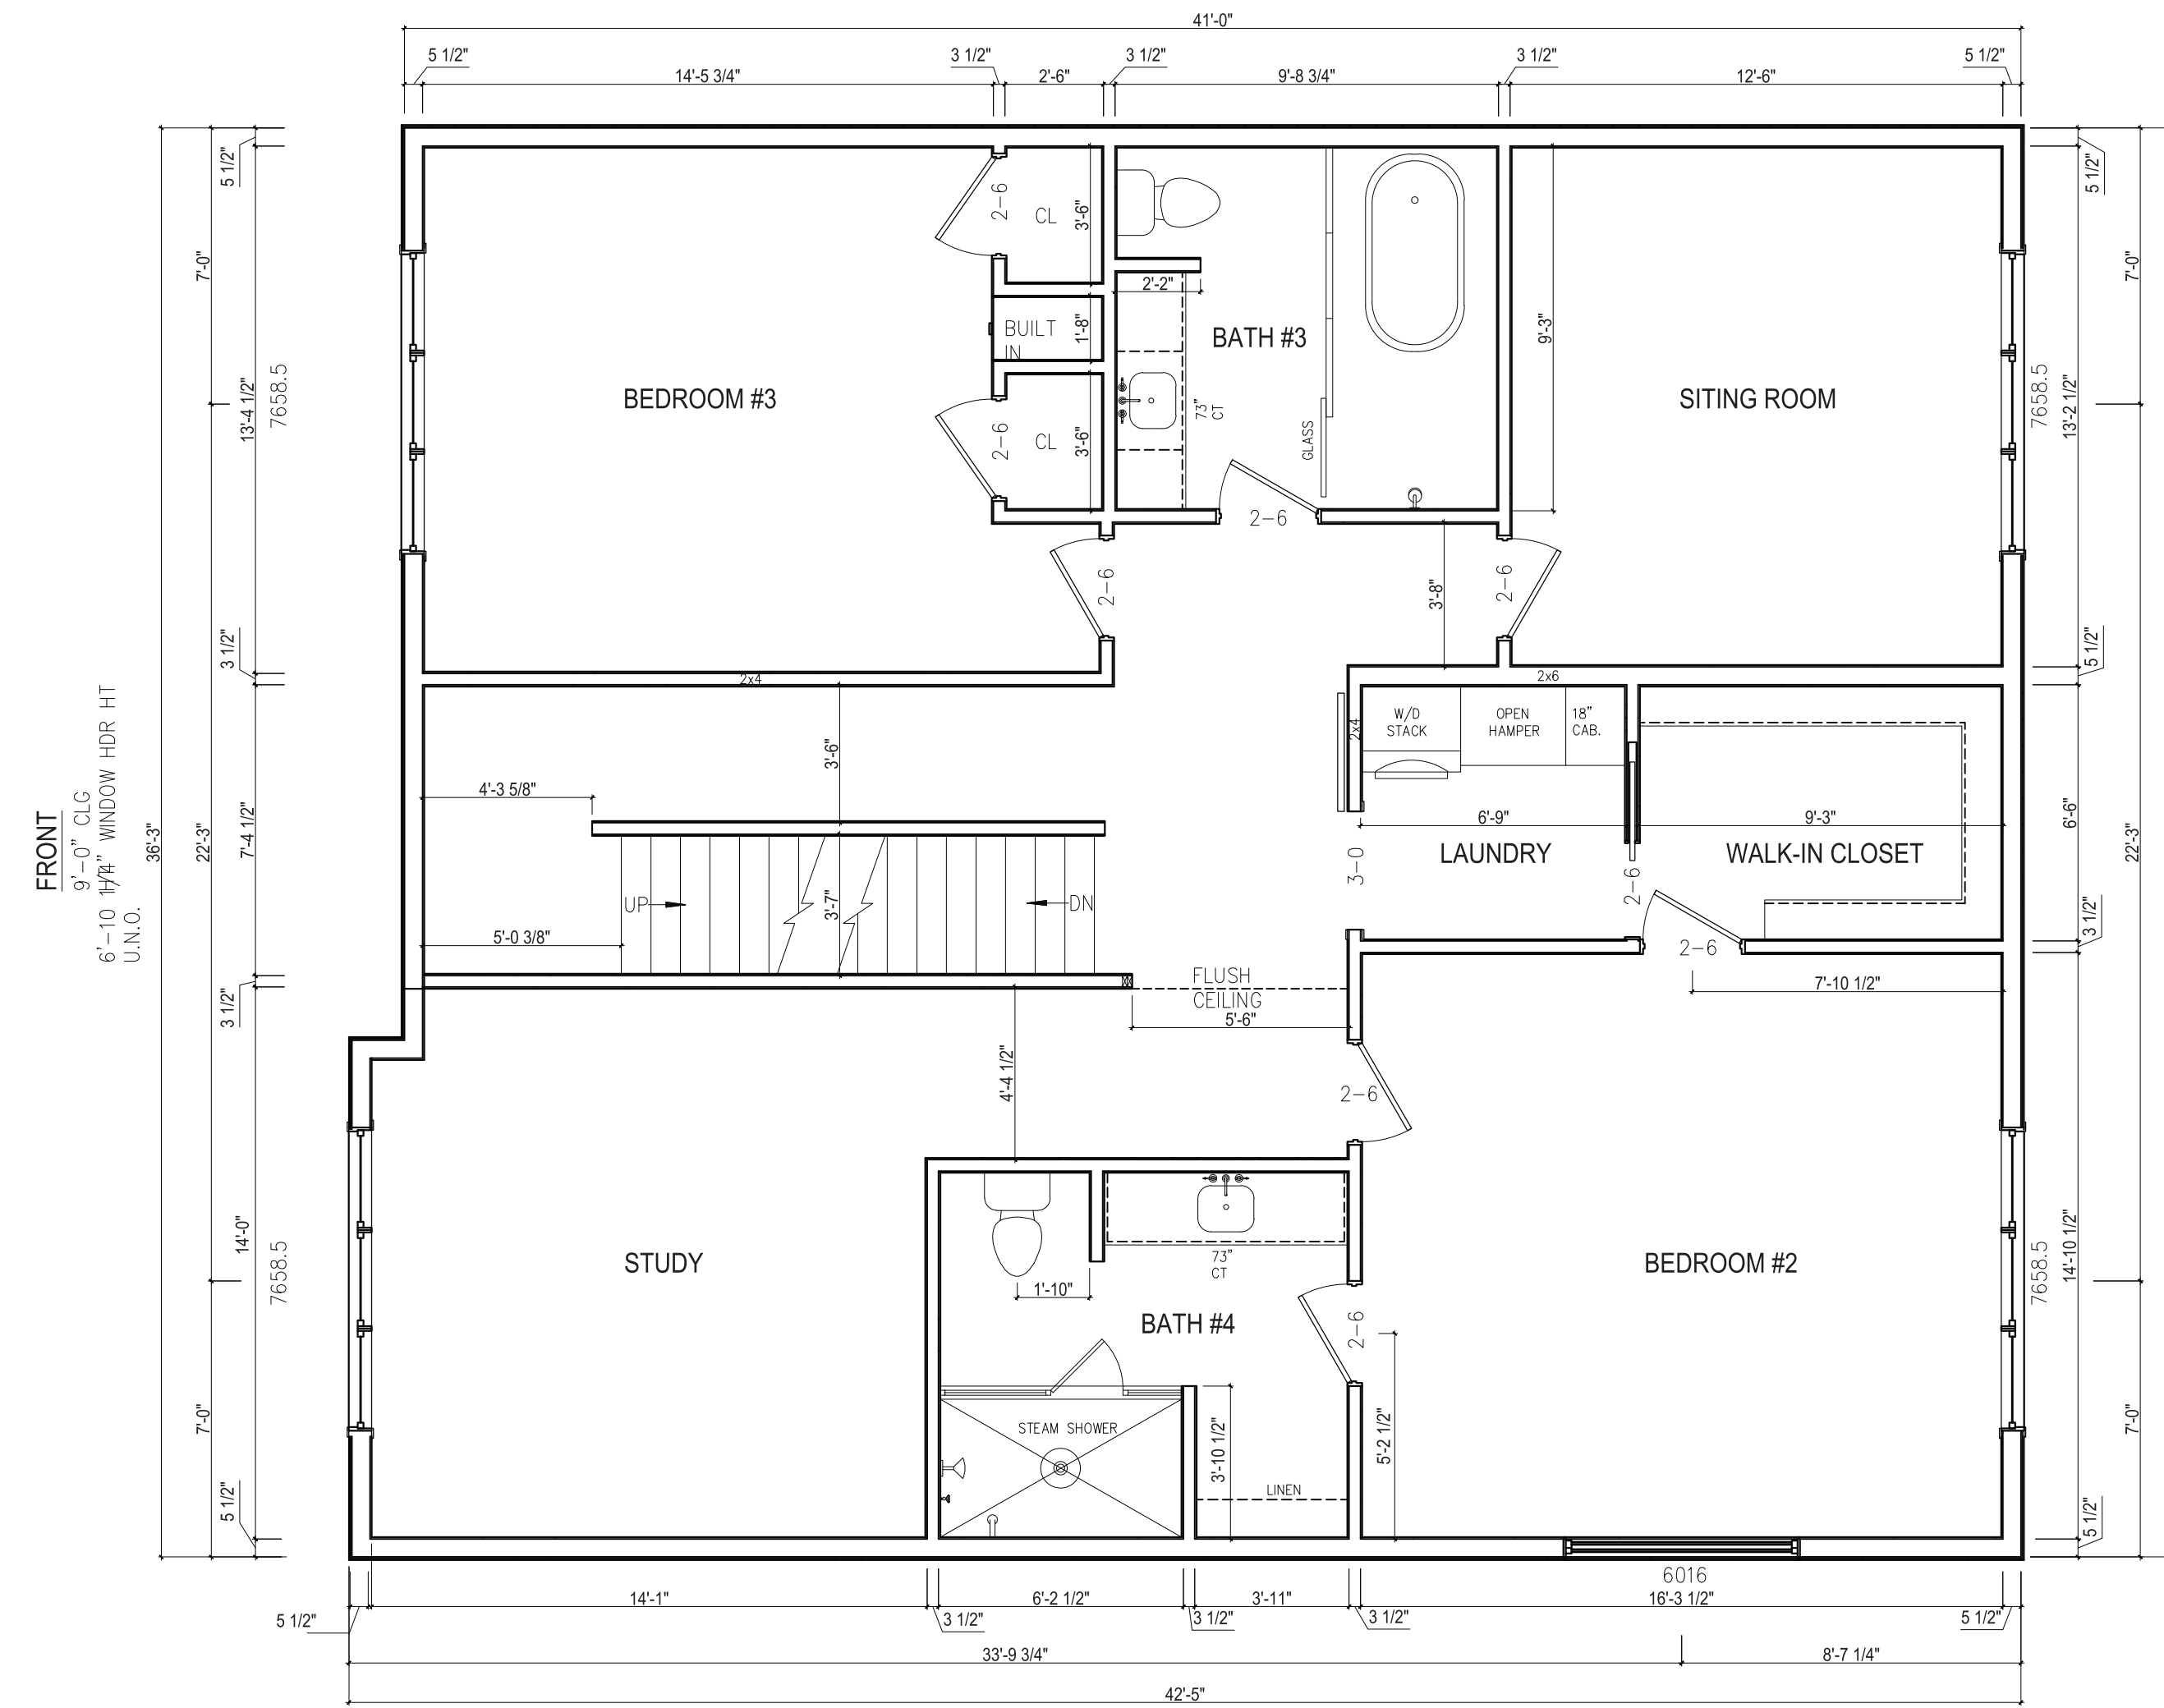 41'-0"
5 1/2"
3 1/2"
3 1/2"
3 1/2"
5 1/2"
14'-5 3/4"
2'-6"
9'-8 3/4"
12'-6"
5 1/2"
7'-0"
13'-4 1/2"
7658.5
3 1/2"
36'-3"
22'-3"
7'-4 1/2"
3 1/2"
14'-0"
7658.5
7'-0"
5 1/2"
FRONT
9'-0" CLG
WINDOW HDR HT
U.N.O.
BEDROOM #3
2-6
CL
3'-6"
BUILT
IN
1'-8"
2-6
CL
3'-6"
2'-2"
BATH #3
73"
CT
GLASS
2-6
9'-3"
SITING ROOM
2-6
3'-8"
2-6
5 1/2"
7'-0"
7658.5
13'-2 1/2"
5 1/2"
2x4
2x6
3'-6"
4'-3 5/8"
UP
3'-7"
DN
5'-0 3/8"
2x4
W/D
STACK
OPEN
HAMPER
18"
CAB.
6'-9"
9'-3"
LAUNDRY
WALK-IN CLOSET
3-0
2-6
2-6
6'-6"
22'-3"
3 1/2"
7'-10 1/2"
FLUSH
CEILING
5'-6"
4'-4 1/2"
2-6
STUDY
73"
CT
1'-10"
BATH #4
2-6
BEDROOM #2
7658.5
14'-10 1/2"
7'-0"
5 1/2"
STEAM SHOWER
3'-10 1/2"
5'-2 1/2"
LINEN
6016
14'-1"
6'-2 1/2"
3'-11"
16'-3 1/2"
5 1/2"
3 1/2"
3 1/2"
3 1/2"
5 1/2"
33'-9 3/4"
8'-7 1/4"
42'-5"